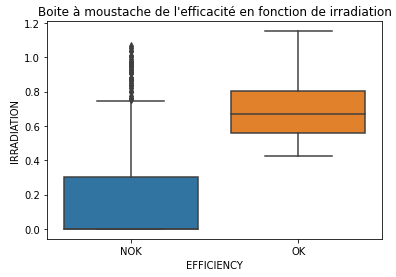 Boite à moustache de l'efficacité en fonction de irradiation
1.2
1.0
0.8
0.6
0.4
0.2
0.0
IRRADIATION
NOK
OK
EFFICIENCY